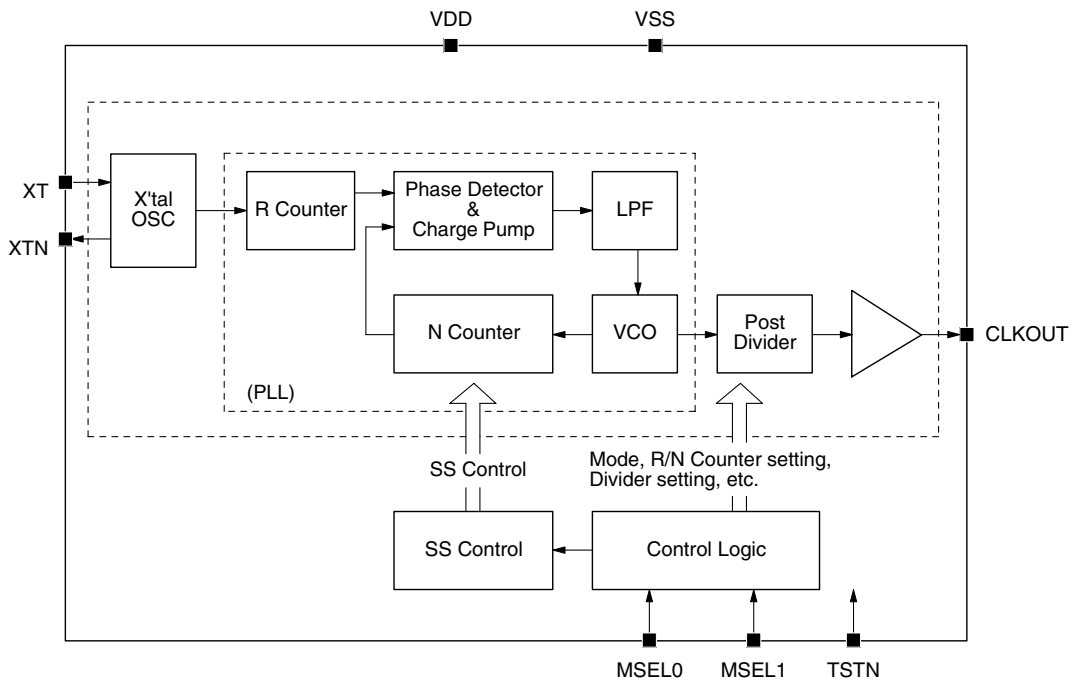 VDD
VSS
XT
XTN
X'tal
OSC
R Counter
Phase Detector
&
Charge Pump
LPF
N Counter
VCO
Post
Divider
CLKOUT
(PLL)
SS Control
Mode, R/N Counter setting,
Divider setting, etc.
SS Control
Control Logic
MSEL0
MSEL1
TSTN